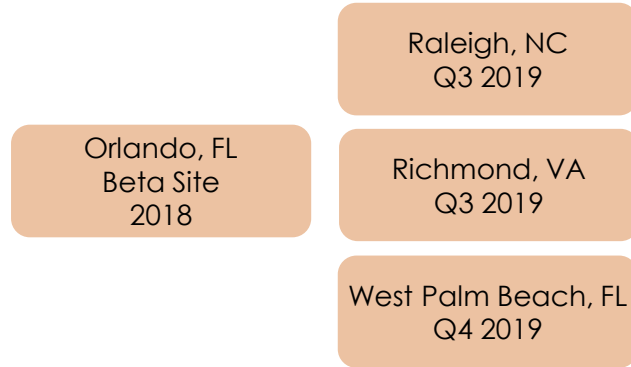 Orlando, FL
Beta Site
2018
Raleigh, NC
Q3 2019
Richmond, VA
Q3 2019
West Palm Beach, FL
Q4 2019